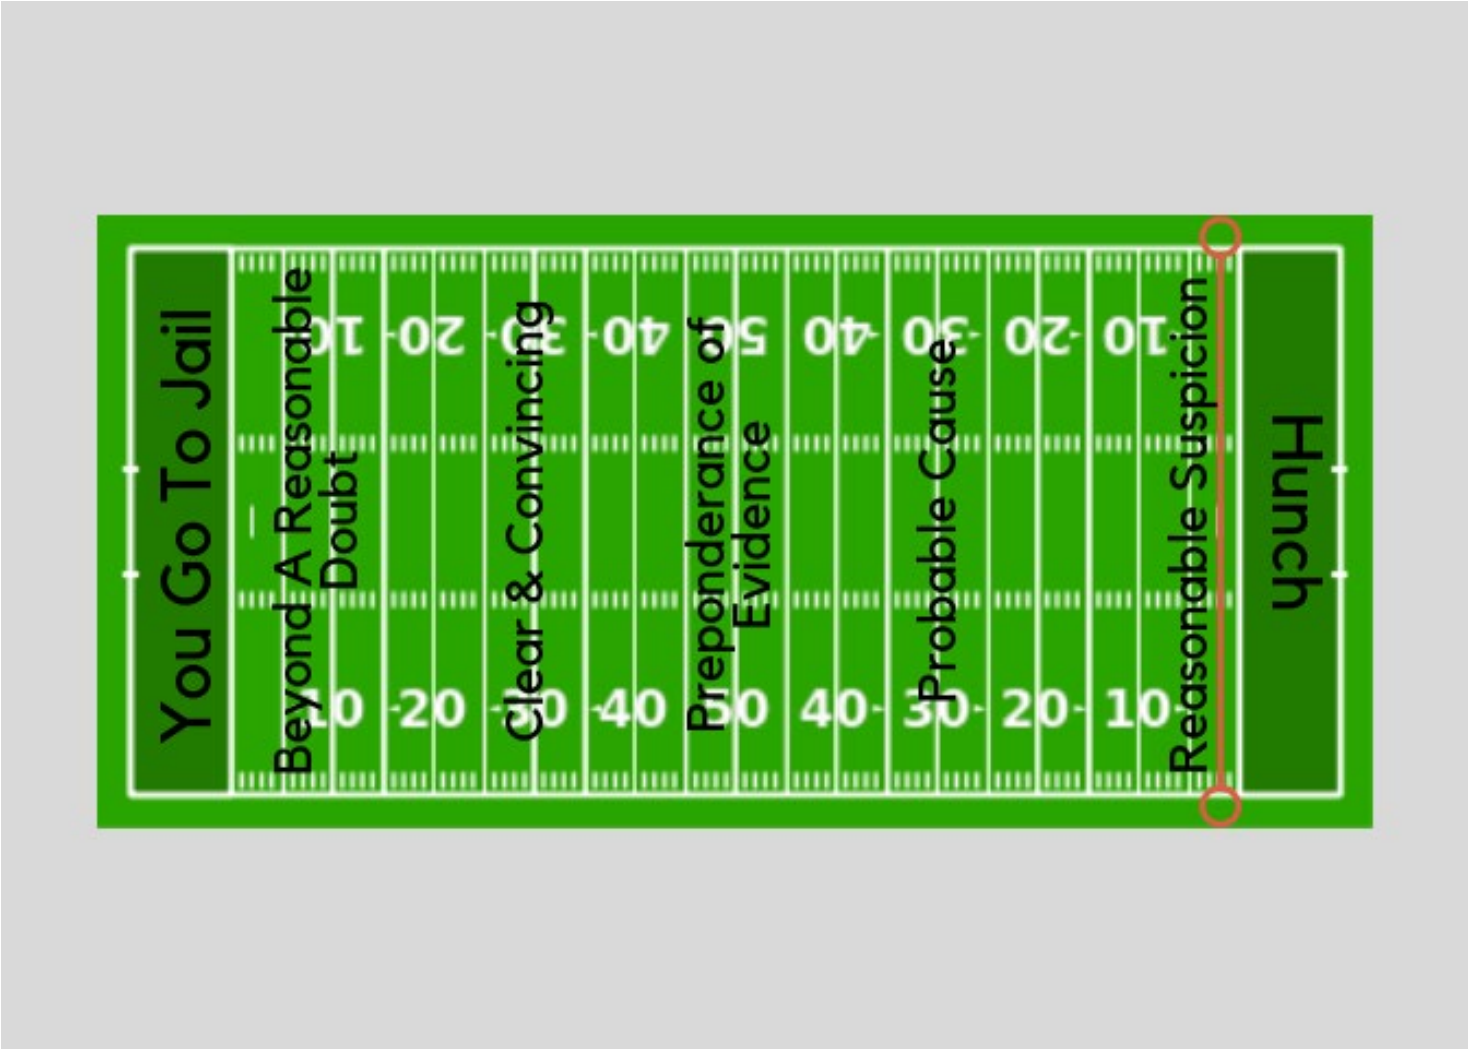 You Go To Jail
Beyond A Reasonable
Doubt
Clear & Convincing
Preponderance of
Evidence
Probable Cause
Reasonable Suspicion
Hunch
10 20 30 40 50 40 30 20 10
10 20 30 40 50 40 30 20 10